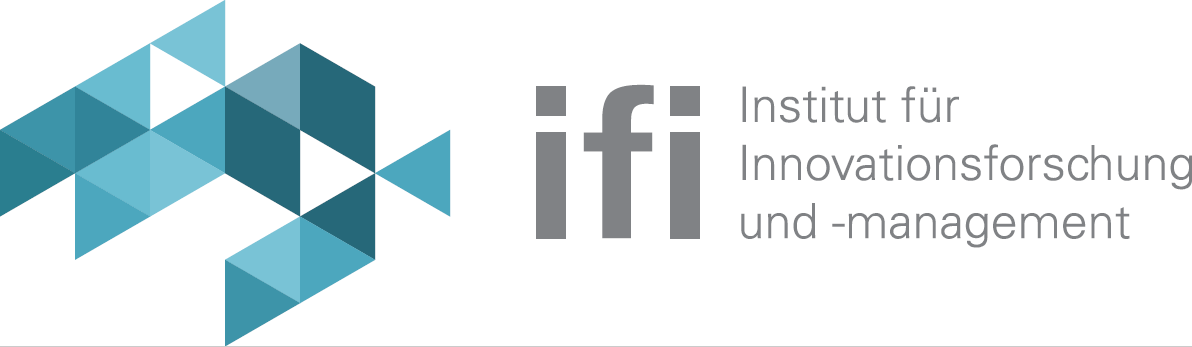 ifi
Institut für
Innovationsforschung
und -management